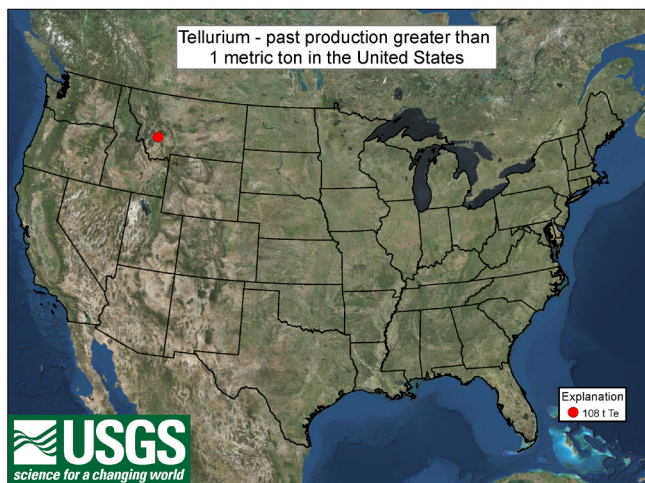 Tellurium - past production greater than
1 metric ton in the United States
Explanation
108 t Te
USGS
science for a changing world